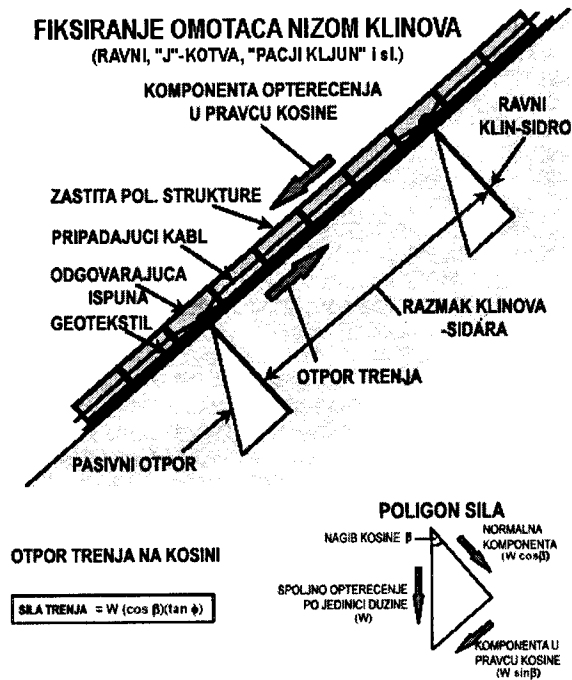 FIKSIRANJE OMOTACA NIZOM KLINOVA
(RAVNI, "J"-KOTVA, "PACJI KLJUN" i sl.)
KOMPONENTA OPTERECENJA
U PRAVCU KOSINE
RAVNI
KLIN-SIDRO
ZASTITA POL. STRUKTURE
PRIPADAJUCI KABL
ODGOVARAJUCA
ISPUNA
GEOTEKSTIL
RAZMAK KLINOVA
-SIDARA
OTPOR TRENJA
PASIVNI OTPOR
POLIGON SILA
NAGIB KOSINE β
NORMALNA
KOMPONENTA
(W cosβ)
OTPOR TRENJA NA KOSINI
SPOLJNO OPTERECENJE
PO JEDINICI DUZINE
(W)
SILA TRENJA = W (cos β)(tan ϕ)
KOMPONENTA U
PRAVCU KOSINE
(W sinβ)